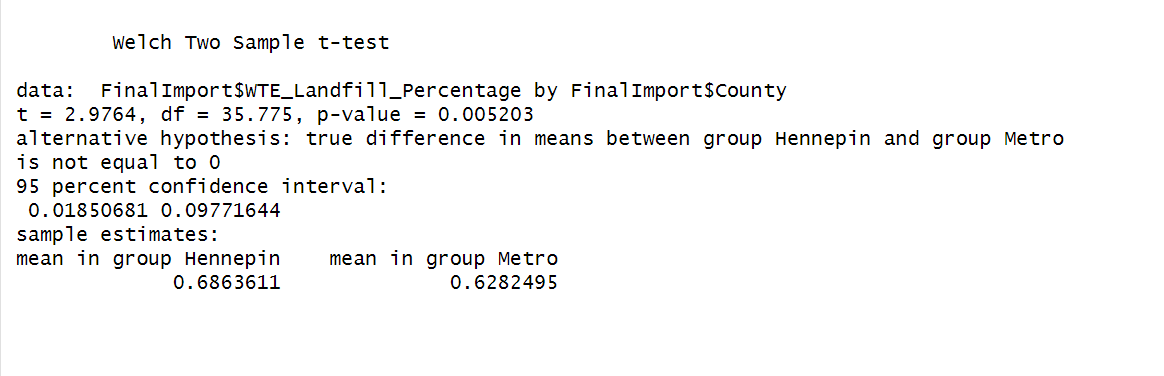 Welch Two Sample t-test
data:  FinalImport$WTE_Landfill_Percentage by FinalImport$County
t = 2.9764, df = 35.775, p-value = 0.005203
alternative hypothesis: true difference in means between group Hennepin and group Metro
is not equal to 0
95 percent confidence interval:
 0.01850681 0.09771644
sample estimates:
mean in group Hennepin    mean in group Metro
             0.6863611              0.6282495